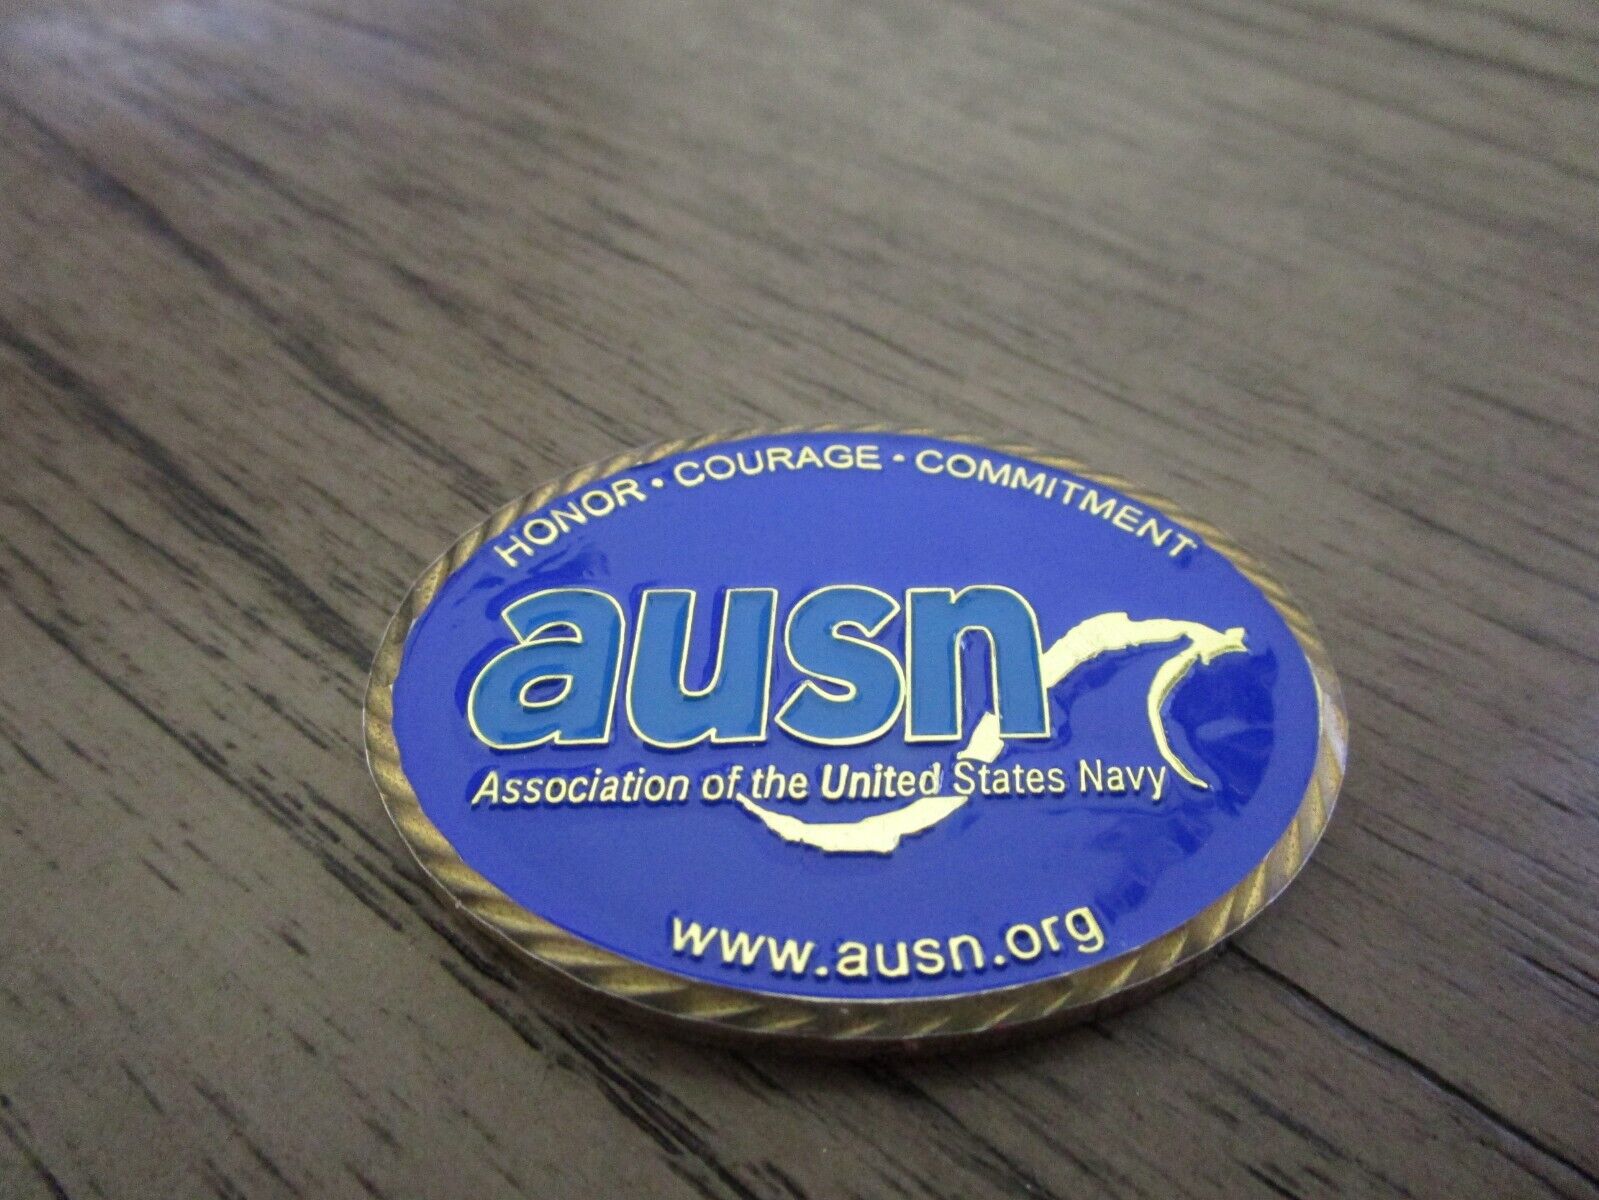 HONOR · COURAGE · COMMITMENT
ausn
Association of the United States Navy
www.ausn.org